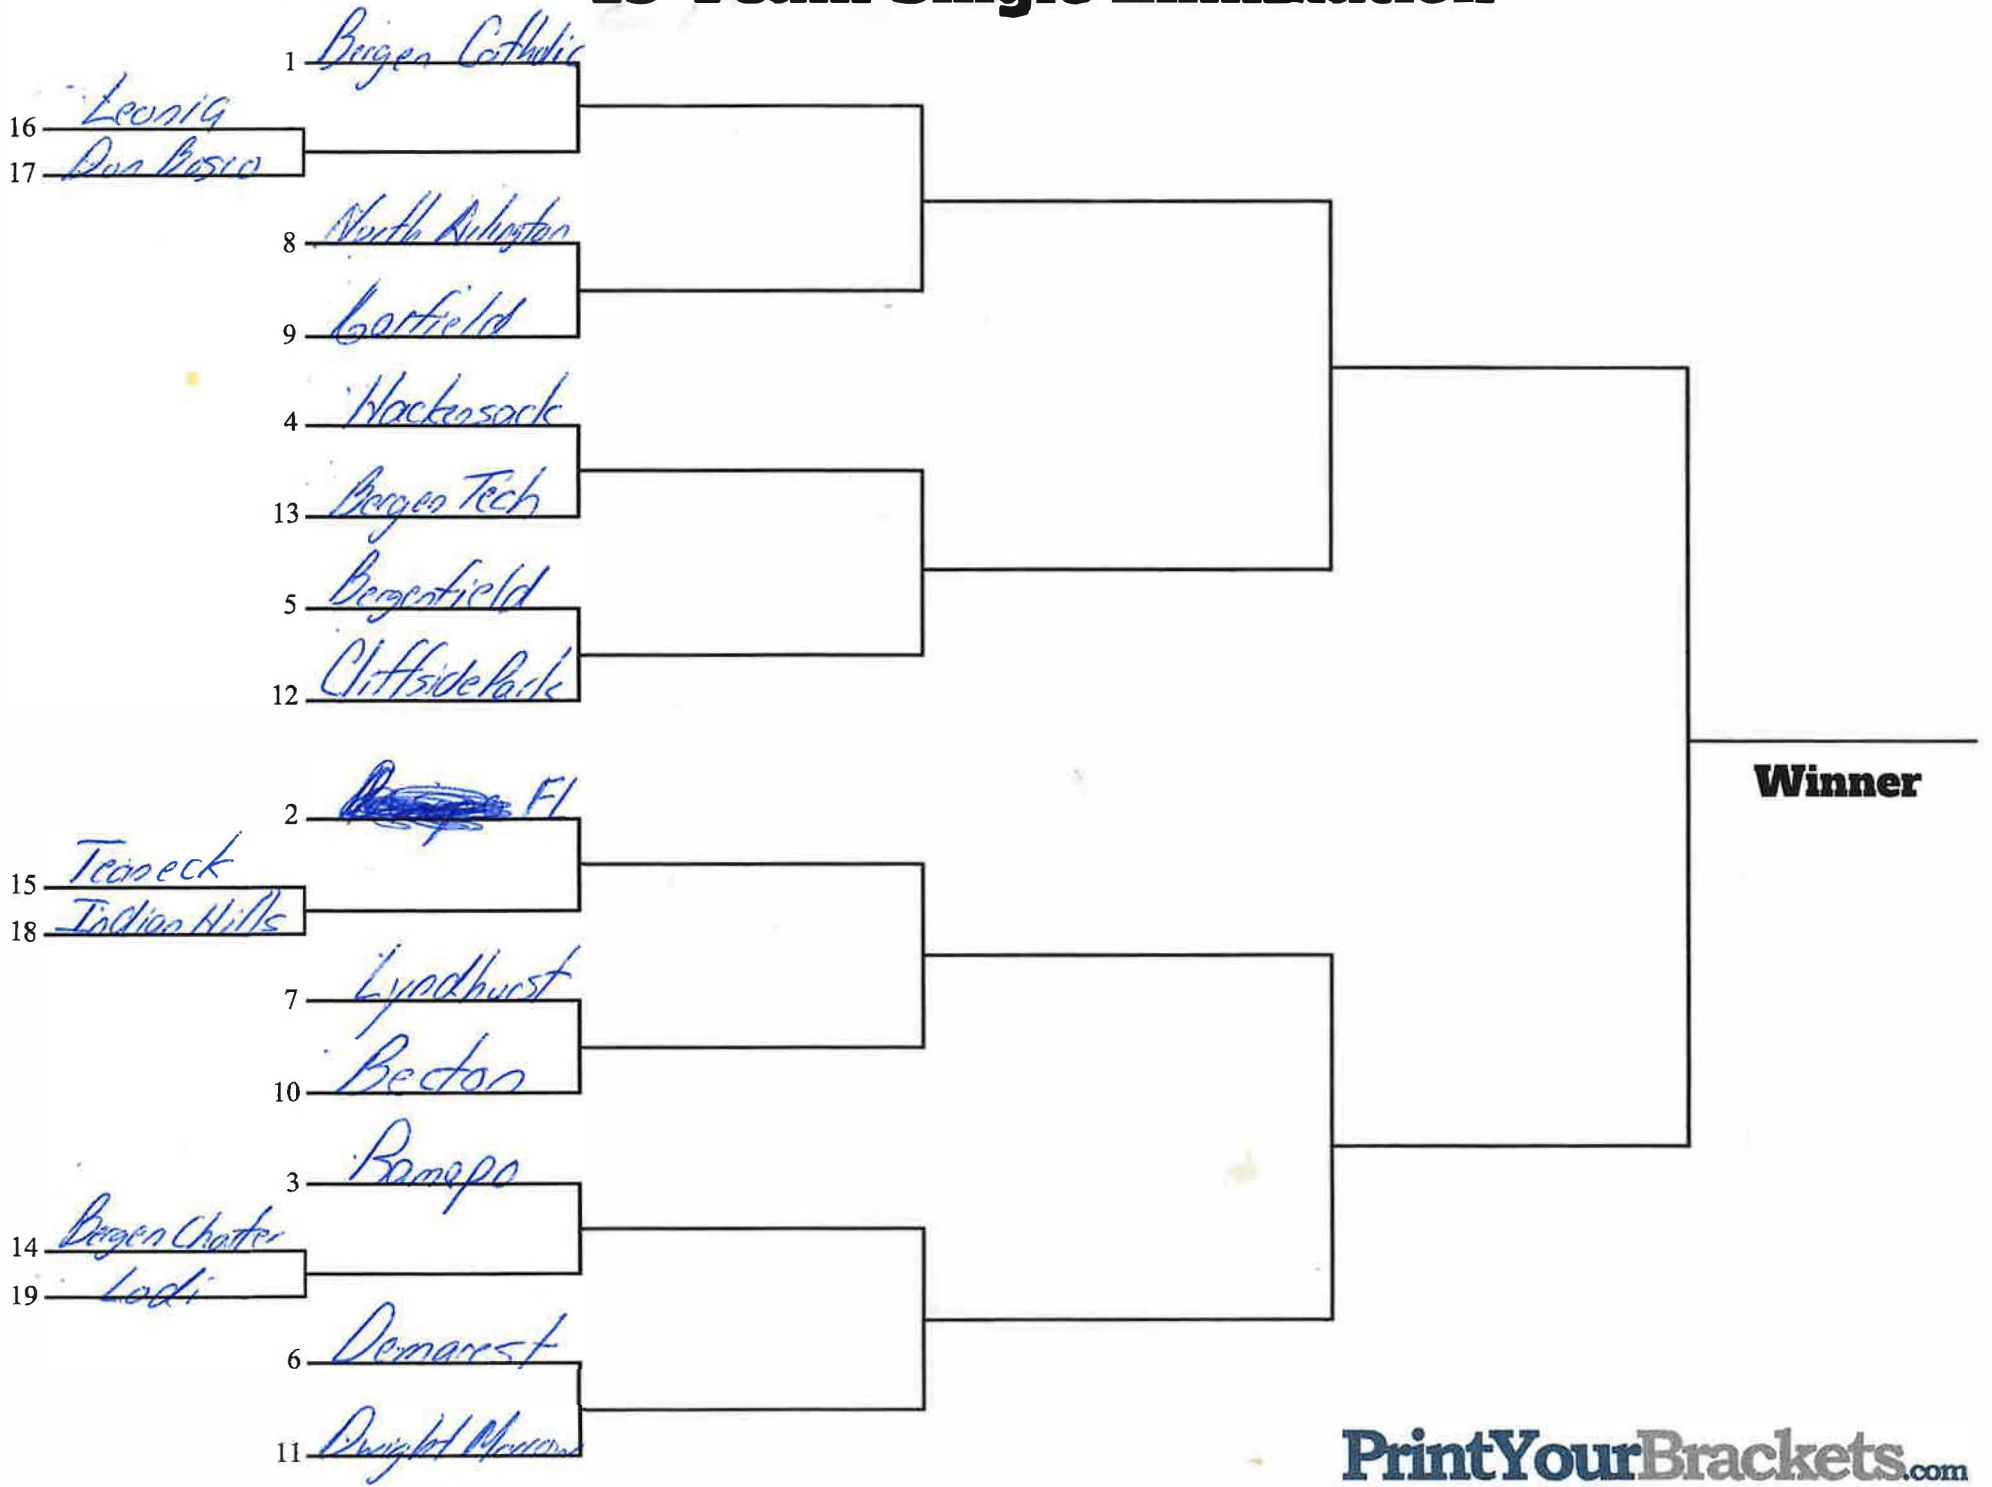 1 Bergen Catholic
16 Leonia
17 Don Bosco
8 North Arlington
9 Garfield
4 Hackensack
13 Bergen Tech
5 Bergenfield
12 Cliffside Park
2 FL
15 Teaneck
18 Indian Hills
7 Lyndhurst
10 Becton
3 Ramapo
14 Bergen Charter
19 Lodi
6 Demarest
11 Dwight Morrow
Winner
PrintYourBrackets.com